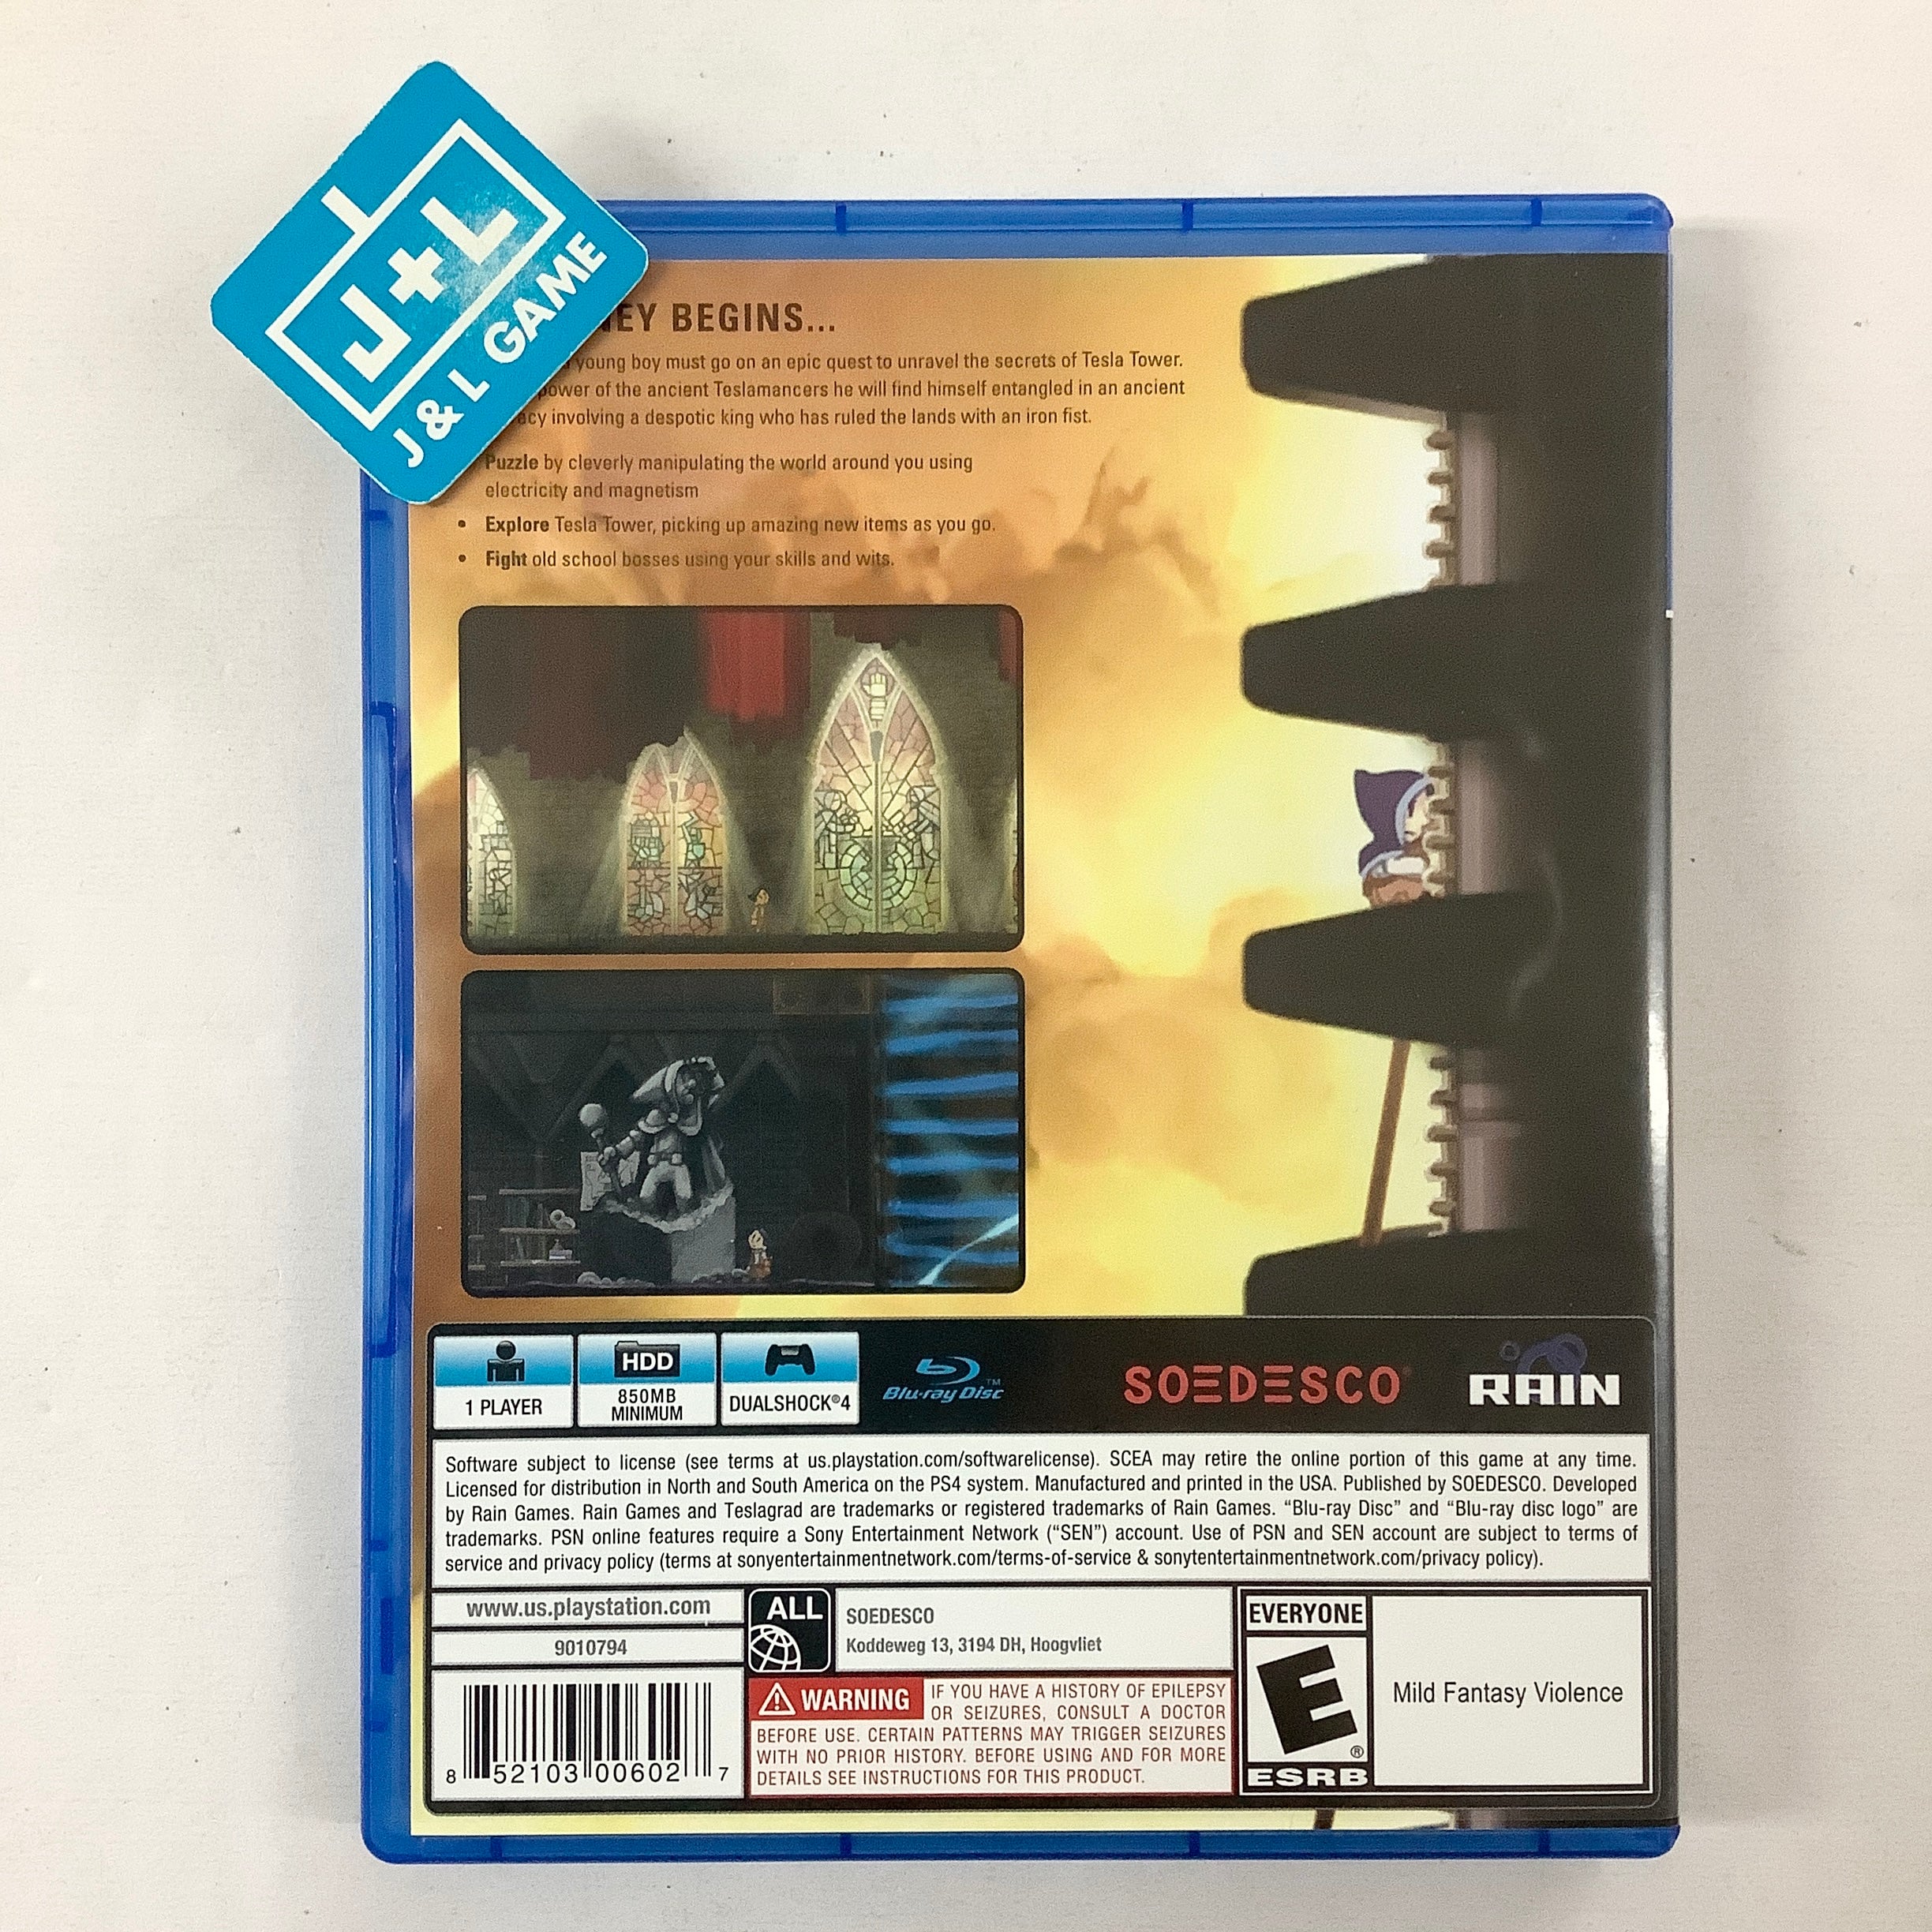 J+L
J & L GAME
BEGINS...
young boy must go on an epic quest to unravel the secrets of Tesla Tower.
power of the ancient Teslamancers he will find himself entangled in an ancient
involving a despotic king who has ruled the lands with an iron fist.
Puzzle by cleverly manipulating the world around you using
electricity and magnetism
• Explore Tesla Tower, picking up amazing new items as you go.
• Fight old school bosses using your skills and wits.
1 PLAYER
HDD
850MB
MINIMUM
DUALSHOCK®4
Blu-ray Disc™
SOEDESCO®
RAIN
Software subject to license (see terms at us.playstation.com/softwarelicense). SCEA may retire the online portion of this game at any time.
Licensed for distribution in North and South America on the PS4 system. Manufactured and printed in the USA. Published by SOEDESCO. Developed
by Rain Games. Rain Games and Teslagrad are trademarks or registered trademarks of Rain Games. “Blu-ray Disc” and “Blu-ray disc logo” are
trademarks. PSN online features require a Sony Entertainment Network (“SEN”) account. Use of PSN and SEN account are subject to terms of
service and privacy policy (terms at sonyentertainmentnetwork.com/terms-of-service & sonytentertainmentnetwork.com/privacy policy).
www.us.playstation.com
9010794
8 52103 00602 7
ALL
SOEDESCO
Koddeweg 13, 3194 DH, Hoogvliet
WARNING IF YOU HAVE A HISTORY OF EPILEPSY
OR SEIZURES, CONSULT A DOCTOR
BEFORE USE. CERTAIN PATTERNS MAY TRIGGER SEIZURES
WITH NO PRIOR HISTORY. BEFORE USING AND FOR MORE
DETAILS SEE INSTRUCTIONS FOR THIS PRODUCT.
EVERYONE
E®
ESRB
Mild Fantasy Violence